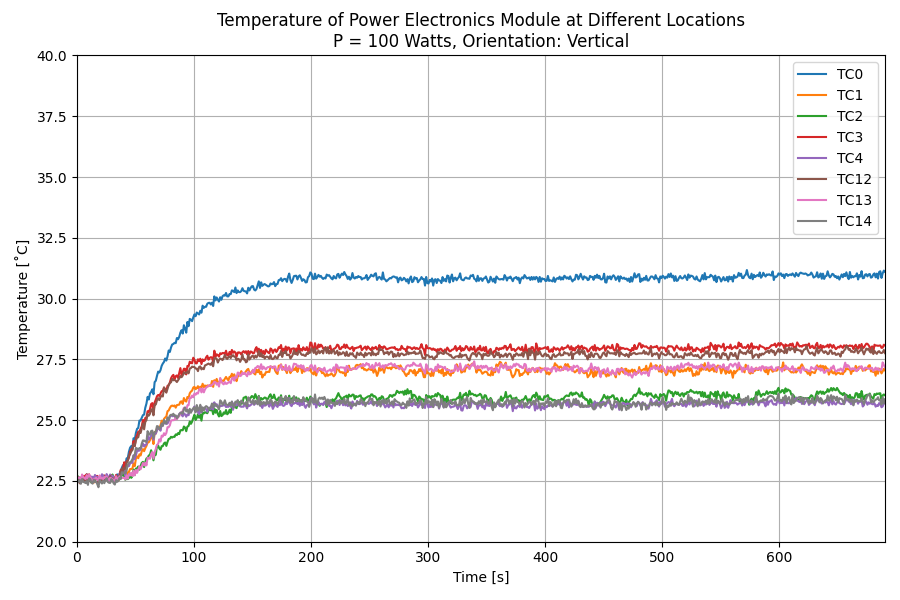 Temperature of Power Electronics Module at Different Locations
P = 100 Watts, Orientation: Vertical
Temperature [˚C]
40.0
37.5
35.0
32.5
30.0
27.5
25.0
22.5
20.0
TC0
TC1
TC2
TC3
TC4
TC12
TC13
TC14
0 100 200 300 400 500 600
Time [s]